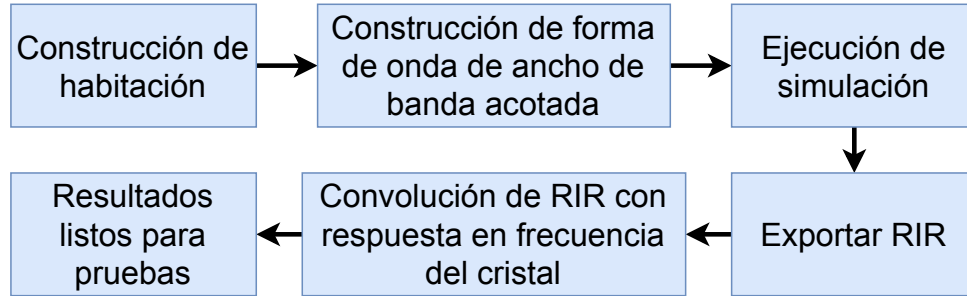 Construcción de
habitación
Construcción de forma
de onda de ancho de
banda acotada
Ejecución de
simulación
Exportar RIR
Convolución de RIR con
respuesta en frecuencia
del cristal
Resultados
listos para
pruebas